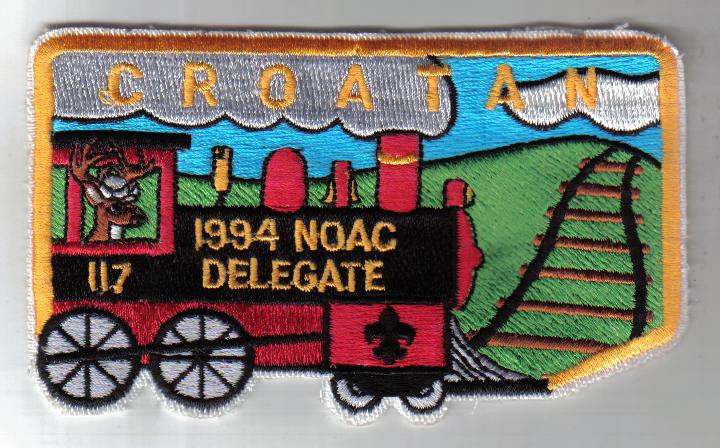 CROATAN
1994 NOAC
DELEGATE
117